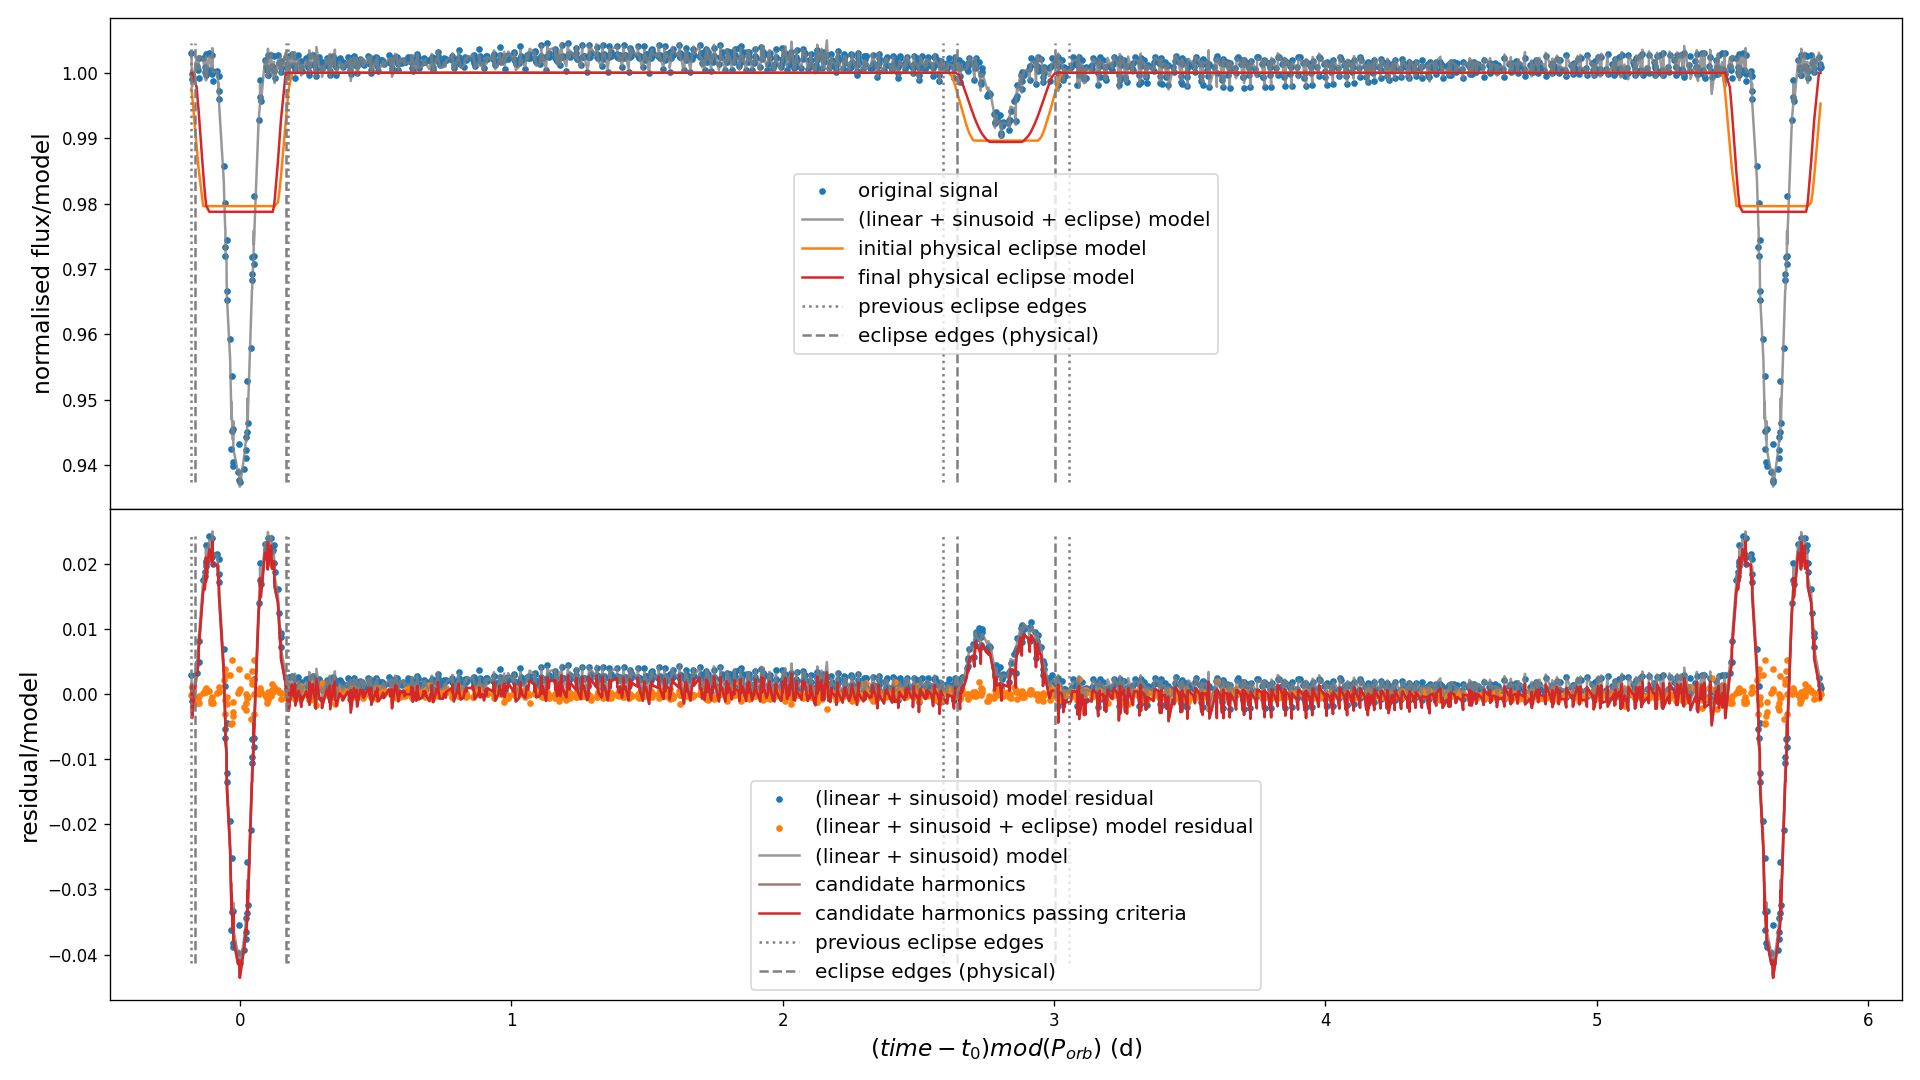 1.00
0.99
0.98
0.97
0.96
0.95
0.94
normalised flux/model
original signal
(linear + sinusoid + eclipse) model
initial physical eclipse model
final physical eclipse model
previous eclipse edges
eclipse edges (physical)
0.02
0.01
0.00
−0.01
−0.02
−0.03
−0.04
residual/model
(linear + sinusoid) model residual
(linear + sinusoid + eclipse) model residual
(linear + sinusoid) model
candidate harmonics
candidate harmonics passing criteria
previous eclipse edges
eclipse edges (physical)
0 1 2 3 4 5 6
(time − t₀)mod(P_orb) (d)